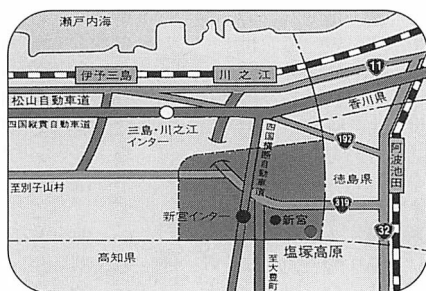 瀬戸内海
伊予三島
川之江
11
松山自動車道
香川県
四国縦貫自動車道
三島・川之江
インター
192
四国横断自動車道
阿波池田
至別子山村
徳島県
319
新宮インター
新宮
32
塩塚高原
高知県
至大豊町